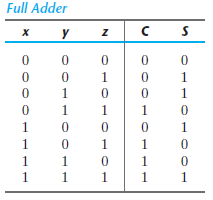 Full Adder
x y z C S
0 0 0 0 0
0 0 1 0 1
0 1 0 0 1
0 1 1 1 0
1 0 0 0 1
1 0 1 1 0
1 1 0 1 0
1 1 1 1 1